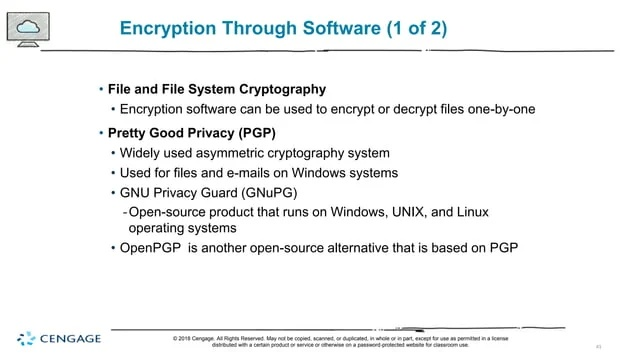 Encryption Through Software (1 of 2)
• File and File System Cryptography
• Encryption software can be used to encrypt or decrypt files one-by-one
• Pretty Good Privacy (PGP)
• Widely used asymmetric cryptography system
• Used for files and e-mails on Windows systems
• GNU Privacy Guard (GNuPG)
-Open-source product that runs on Windows, UNIX, and Linux
operating systems
• OpenPGP is another open-source alternative that is based on PGP
CENGAGE
© 2018 Cengage. All Rights Reserved. May not be copied, scanned, or duplicated, in whole or in part, except for use as permitted in a license
distributed with a certain product or service or otherwise on a password-protected website for classroom use.